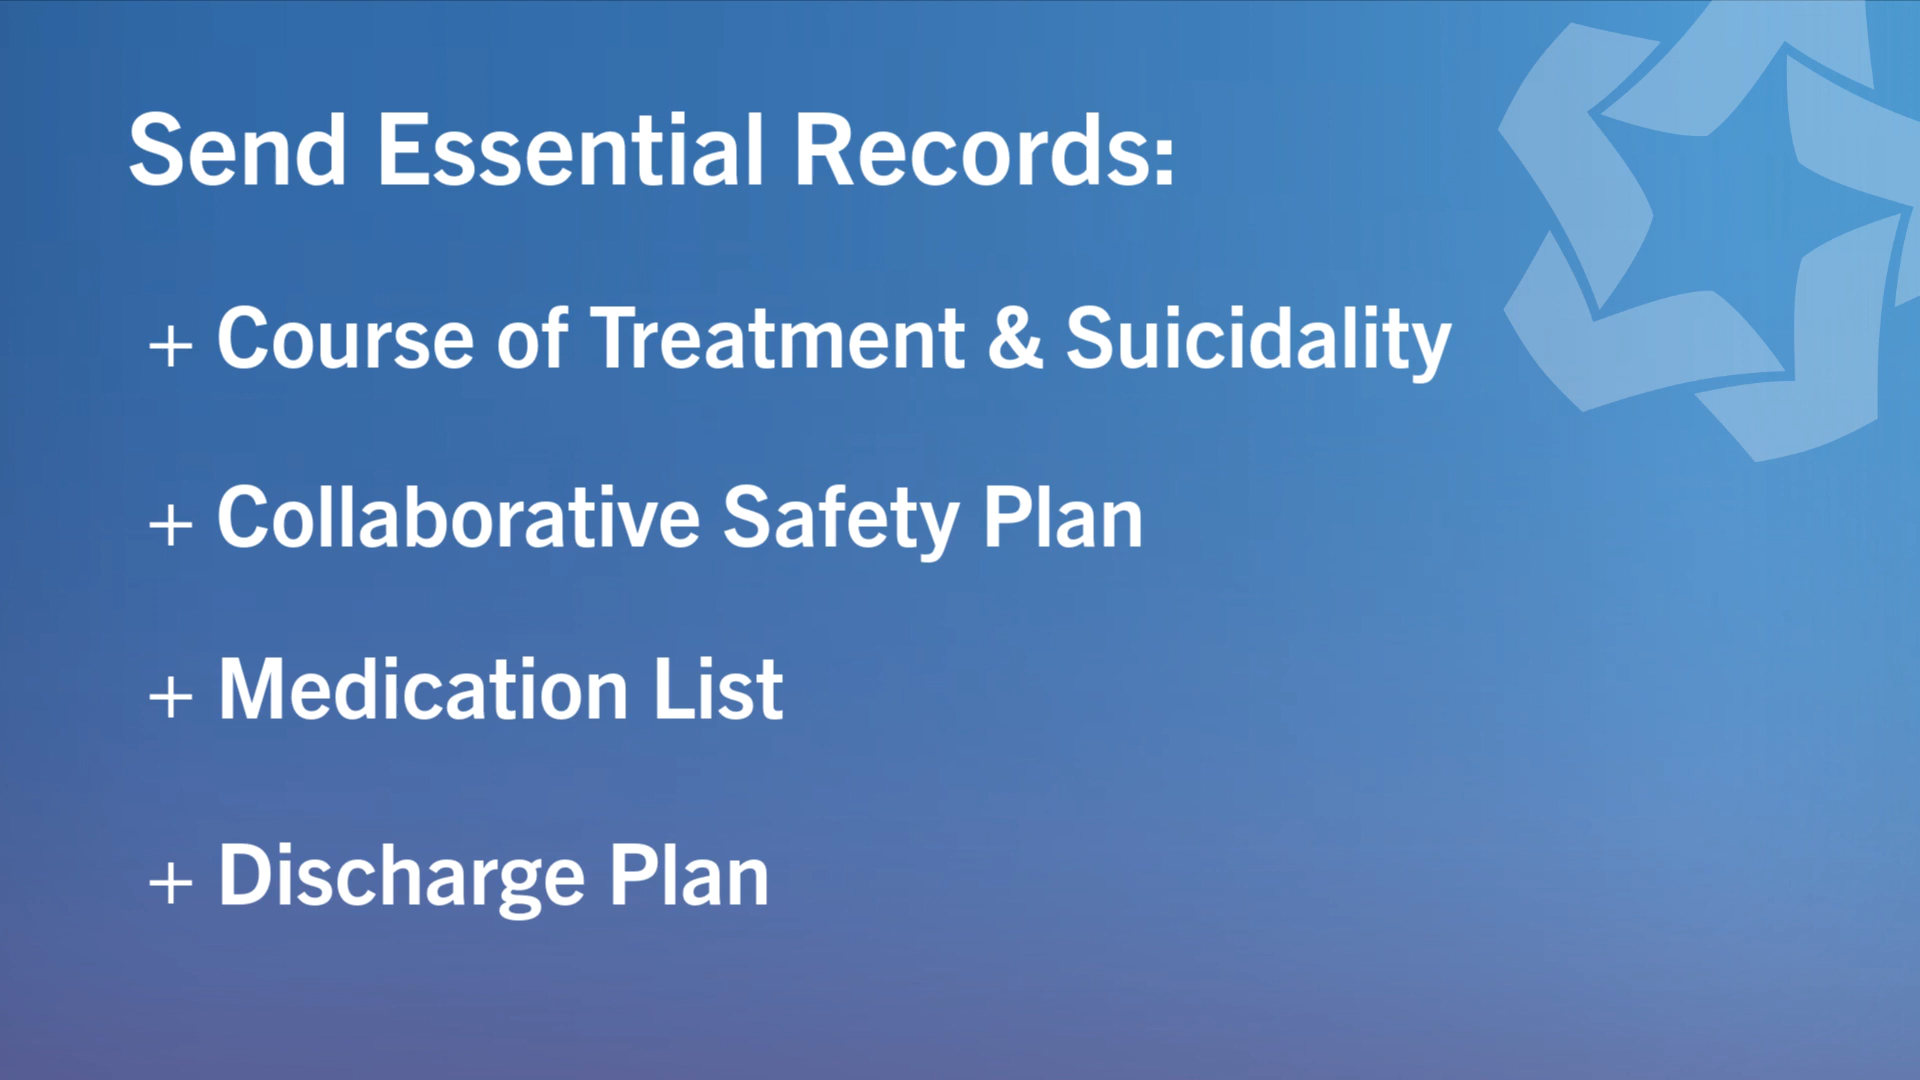 Send Essential Records:
+ Course of Treatment & Suicidality
+ Collaborative Safety Plan
+ Medication List
+ Discharge Plan